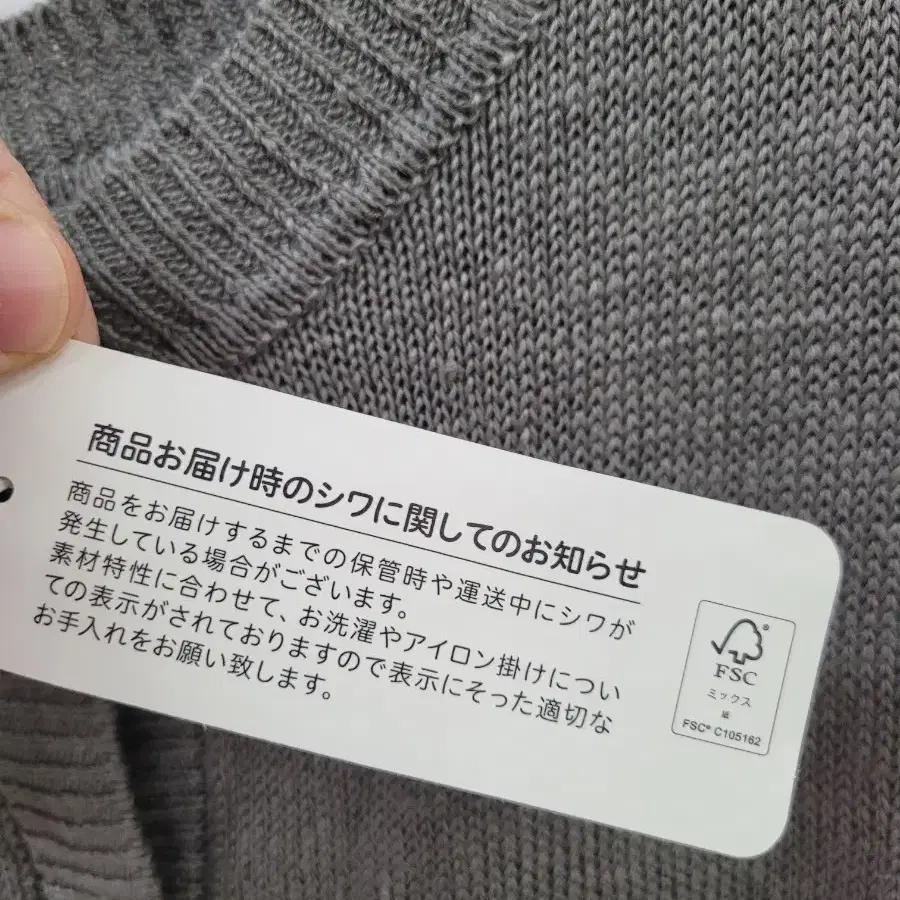 商品お届け時のシワに関してのお知らせ
商品をお届けするまでの保管時や運送中にシワが
発生している場合がございます。
素材特性に合わせて、お洗濯やアイロン掛けについ
ての表示がされておりますので表示にそった適切な
お手入れをお願い致します。
®
FSC
ミックス
紙
FSC® C105162